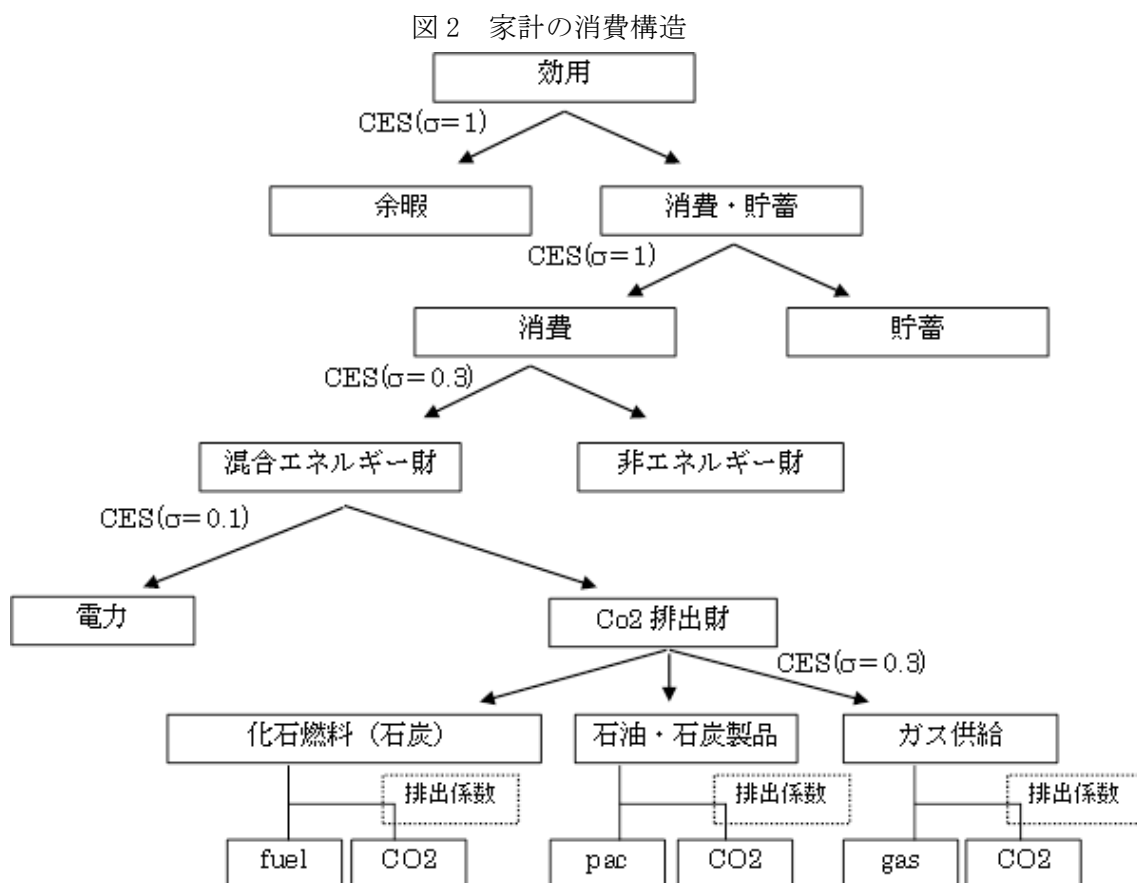 図2 家計の消費構造
効用
CES(σ=1)
余暇
消費・貯蓄
CES(σ=1)
消費
貯蓄
CES(σ=0.3)
混合エネルギー財
非エネルギー財
CES(σ=0.1)
電力
Co2 排出財
CES(σ=0.3)
化石燃料（石炭）
石油・石炭製品
ガス供給
排出係数
排出係数
排出係数
fuel
CO2
pac
CO2
gas
CO2